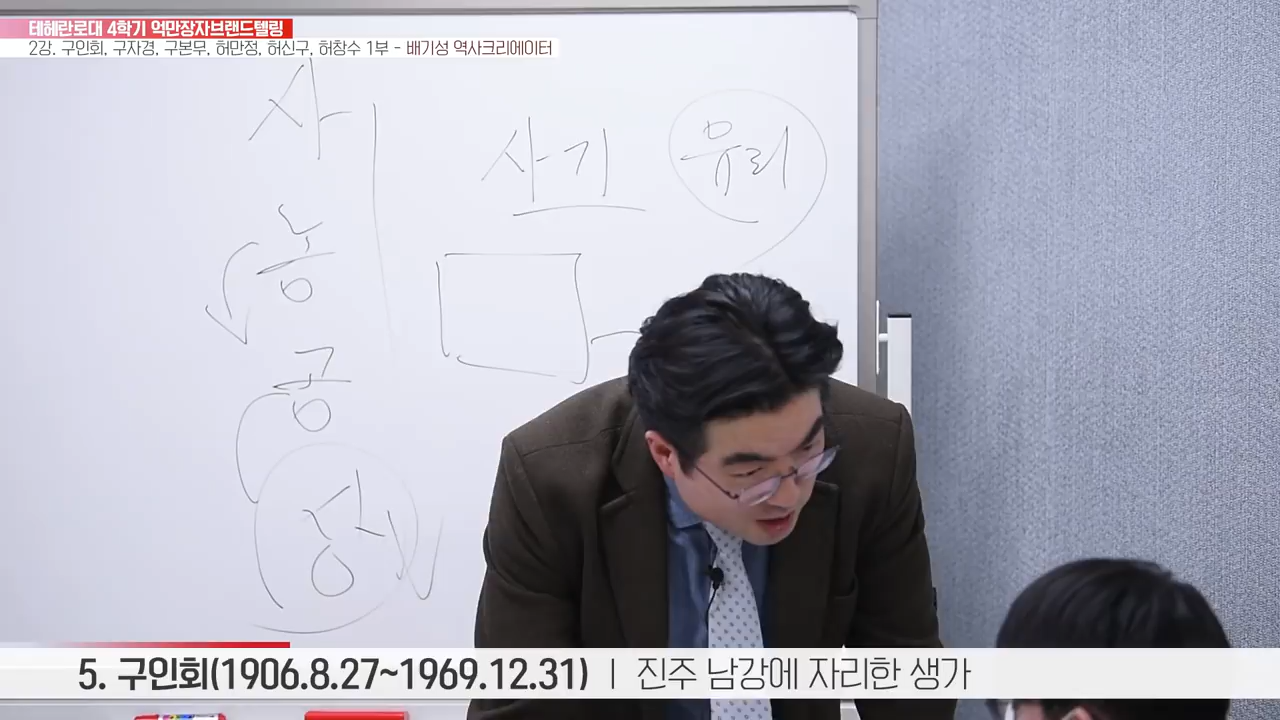 테헤란로대 4학기 억만장자브랜드텔링
2강. 구인회, 구자경, 구본무, 허만정, 허신구, 허창수 1부 - 배기성 역사크리에이터
사
농
공
상
사기
유리
5. 구인회(1906.8.27~1969.12.31) | 진주 남강에 자리한 생가